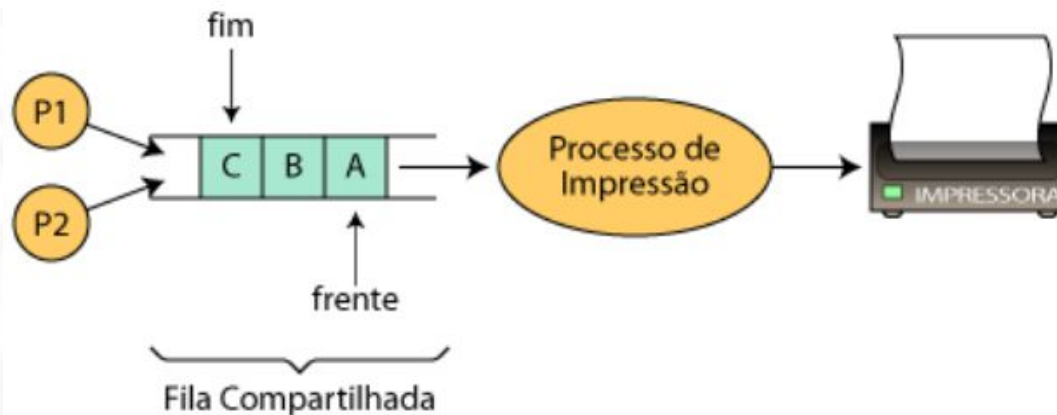 fim
P1
P2
C B A
frente
Fila Compartilhada
Processo de
Impressão
IMPRESSORA